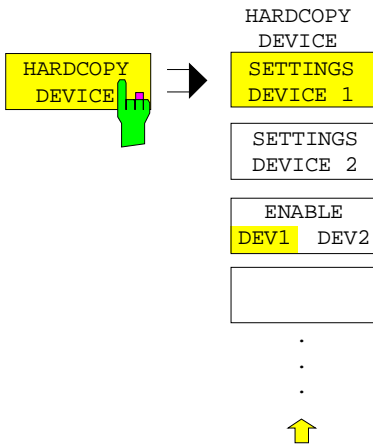 HARDCOPY
DEVICE
HARDCOPY
DEVICE
SETTINGS
DEVICE 1
SETTINGS
DEVICE 2
ENABLE
DEV1 DEV2
.
.
.